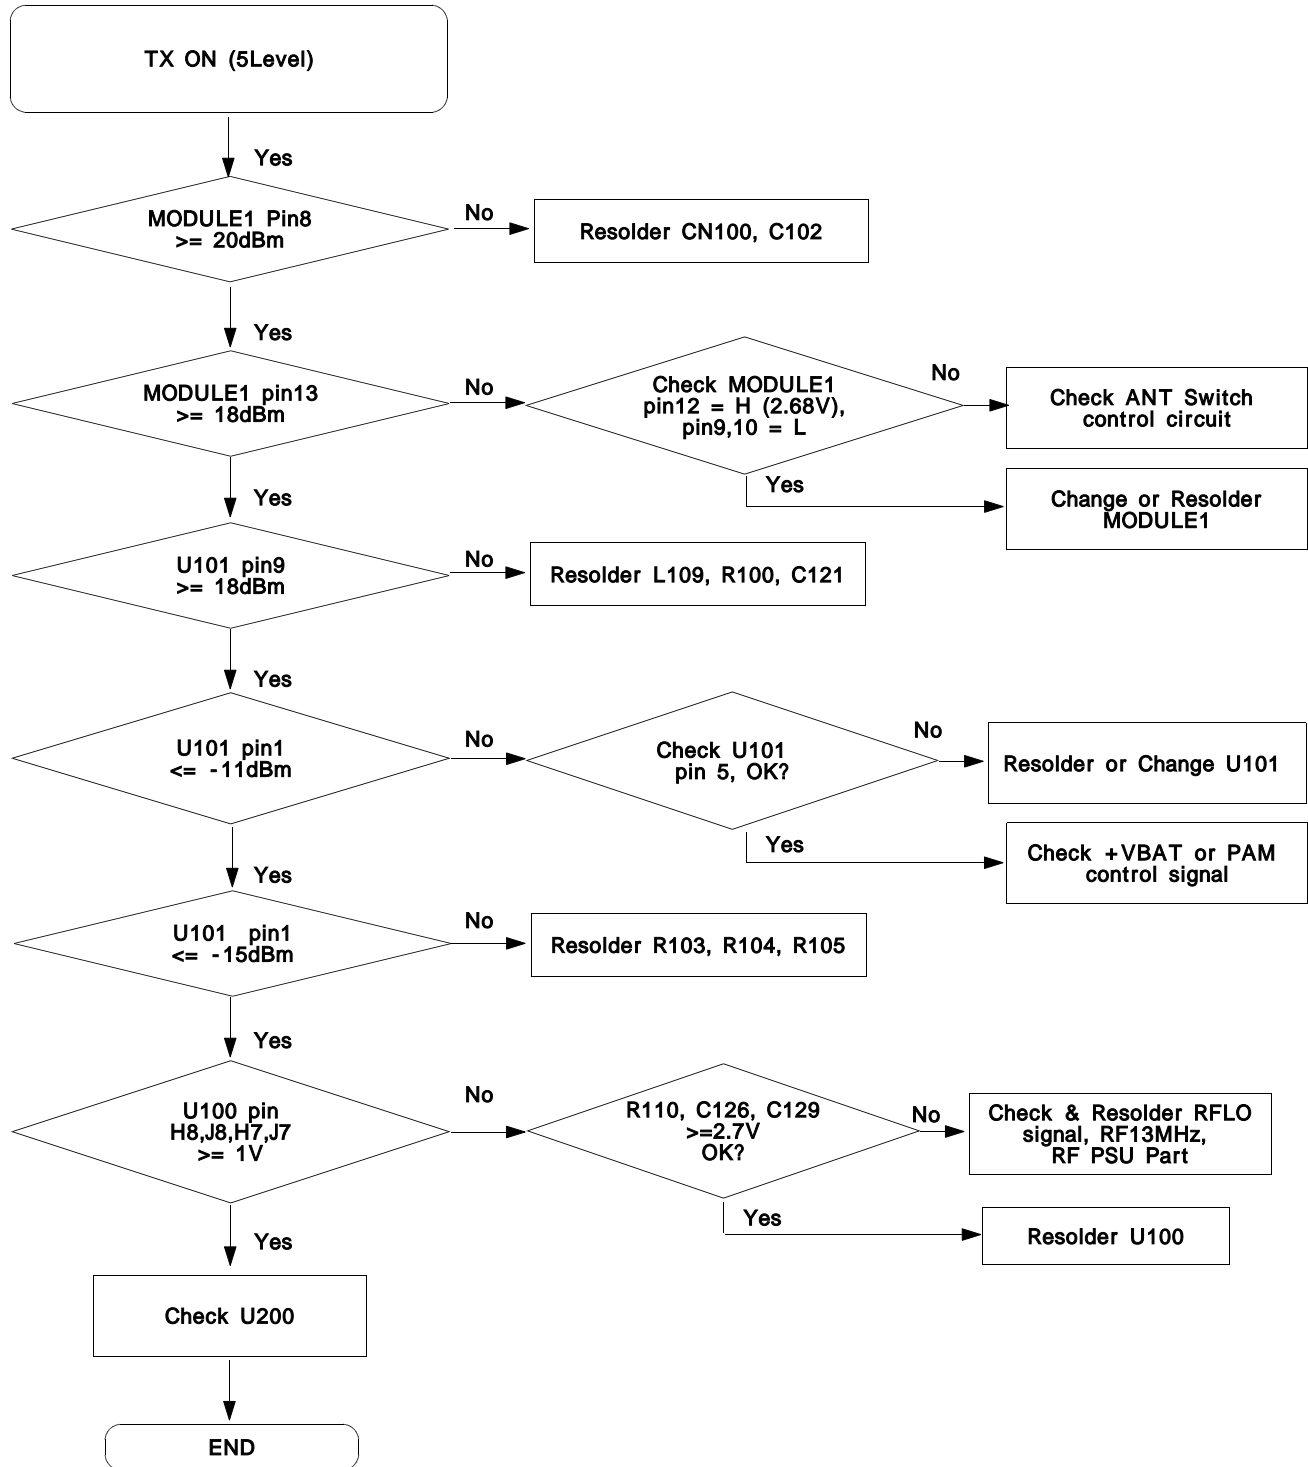 TX ON (5Level)
Yes
MODULE1 Pin8
>= 20dBm
No
Resolder CN100, C102
Yes
MODULE1 pin13
>= 18dBm
No
Check MODULE1
pin12 = H (2.68V),
pin9,10 = L
No
Check ANT Switch
control circuit
Yes
Change or Resolder
MODULE1
Yes
U101 pin9
>= 18dBm
No
Resolder L109, R100, C121
Yes
U101 pin1
<= -11dBm
No
Check U101
pin 5, OK?
No
Resolder or Change U101
Yes
Check +VBAT or PAM
control signal
Yes
U101 pin1
<= -15dBm
No
Resolder R103, R104, R105
Yes
U100 pin
H8,J8,H7,J7
>= 1V
No
R110, C126, C129
>=2.7V
OK?
No
Check & Resolder RFLO
signal, RF13MHz,
RF PSU Part
Yes
Resolder U100
Yes
Check U200
END